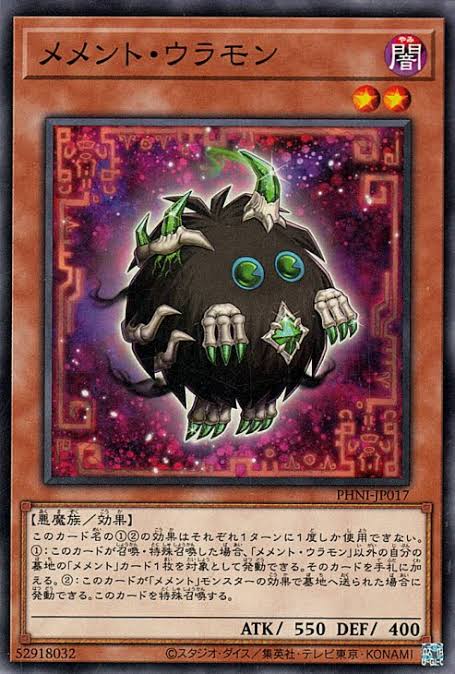 メメント・ウラモン
やみ
闇
PHNI-JP017
【悪魔族／効果】
このカード名の①②の効果はそれぞれ1ターンに1度しか使用できない。
①:このカードが召喚・特殊召喚した場合、「メメント・ウラモン」以外の自分の
墓地の「メメント」カード1枚を対象として発動できる。そのカードを手札に加
える。②:このカードが「メメント」モンスターの効果で墓地へ送られた場合に
発動できる。このカードを特殊召喚する。
ATK/ 550 DEF/ 400
52918032
©スタジオ・ダイス/集英社・テレビ東京・KONAMI